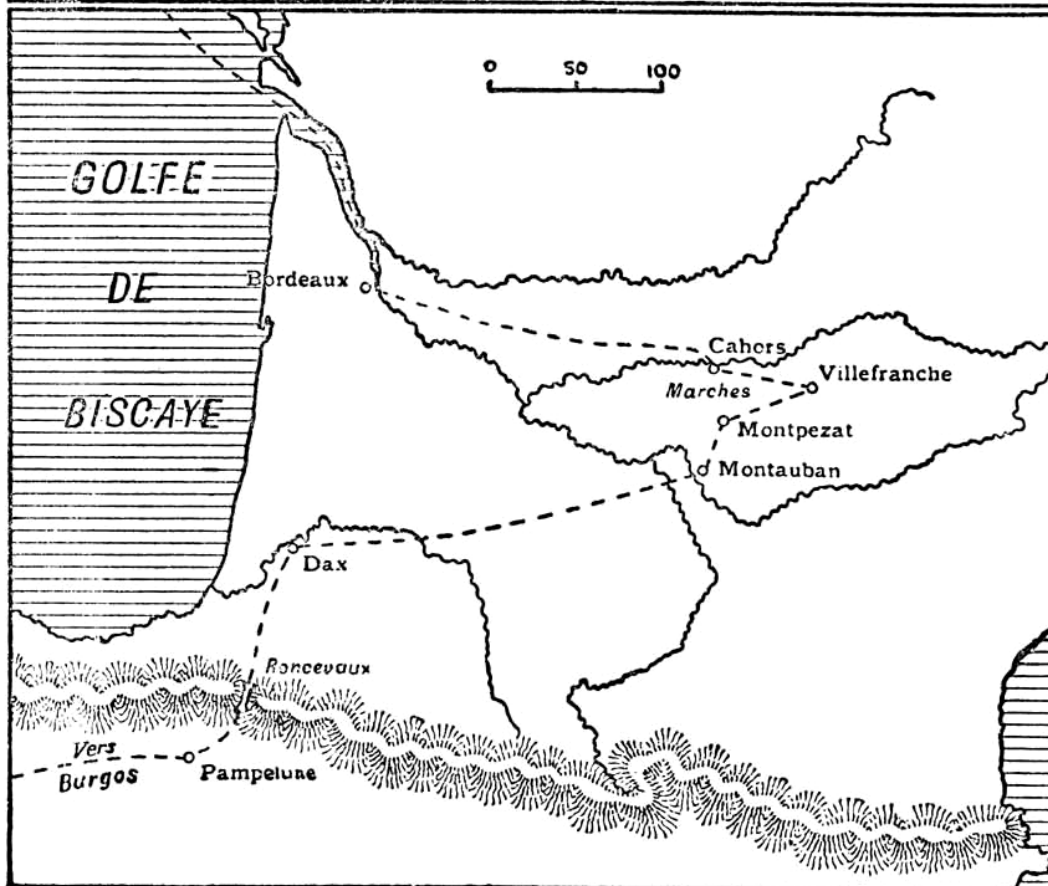 0 50 100
GOLFE
DE
BISCAYE
Bordeaux
Cahors
Marches
Villefranche
Montpezat
Montauban
Dax
Roncevaux
Vers
Burgos
Pampelune